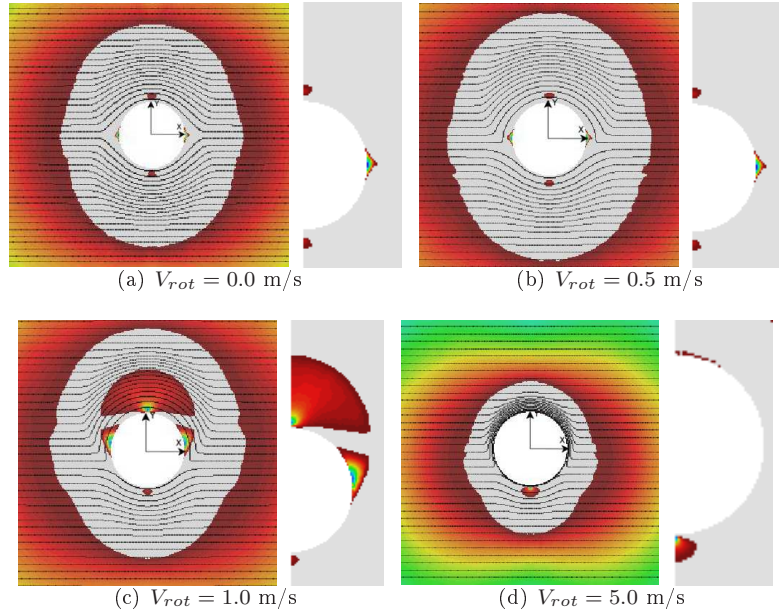 Y
X
Y
X
(a) V_rot = 0.0 m/s
(b) V_rot = 0.5 m/s
Y
X
Y
X
(c) V_rot = 1.0 m/s
(d) V_rot = 5.0 m/s